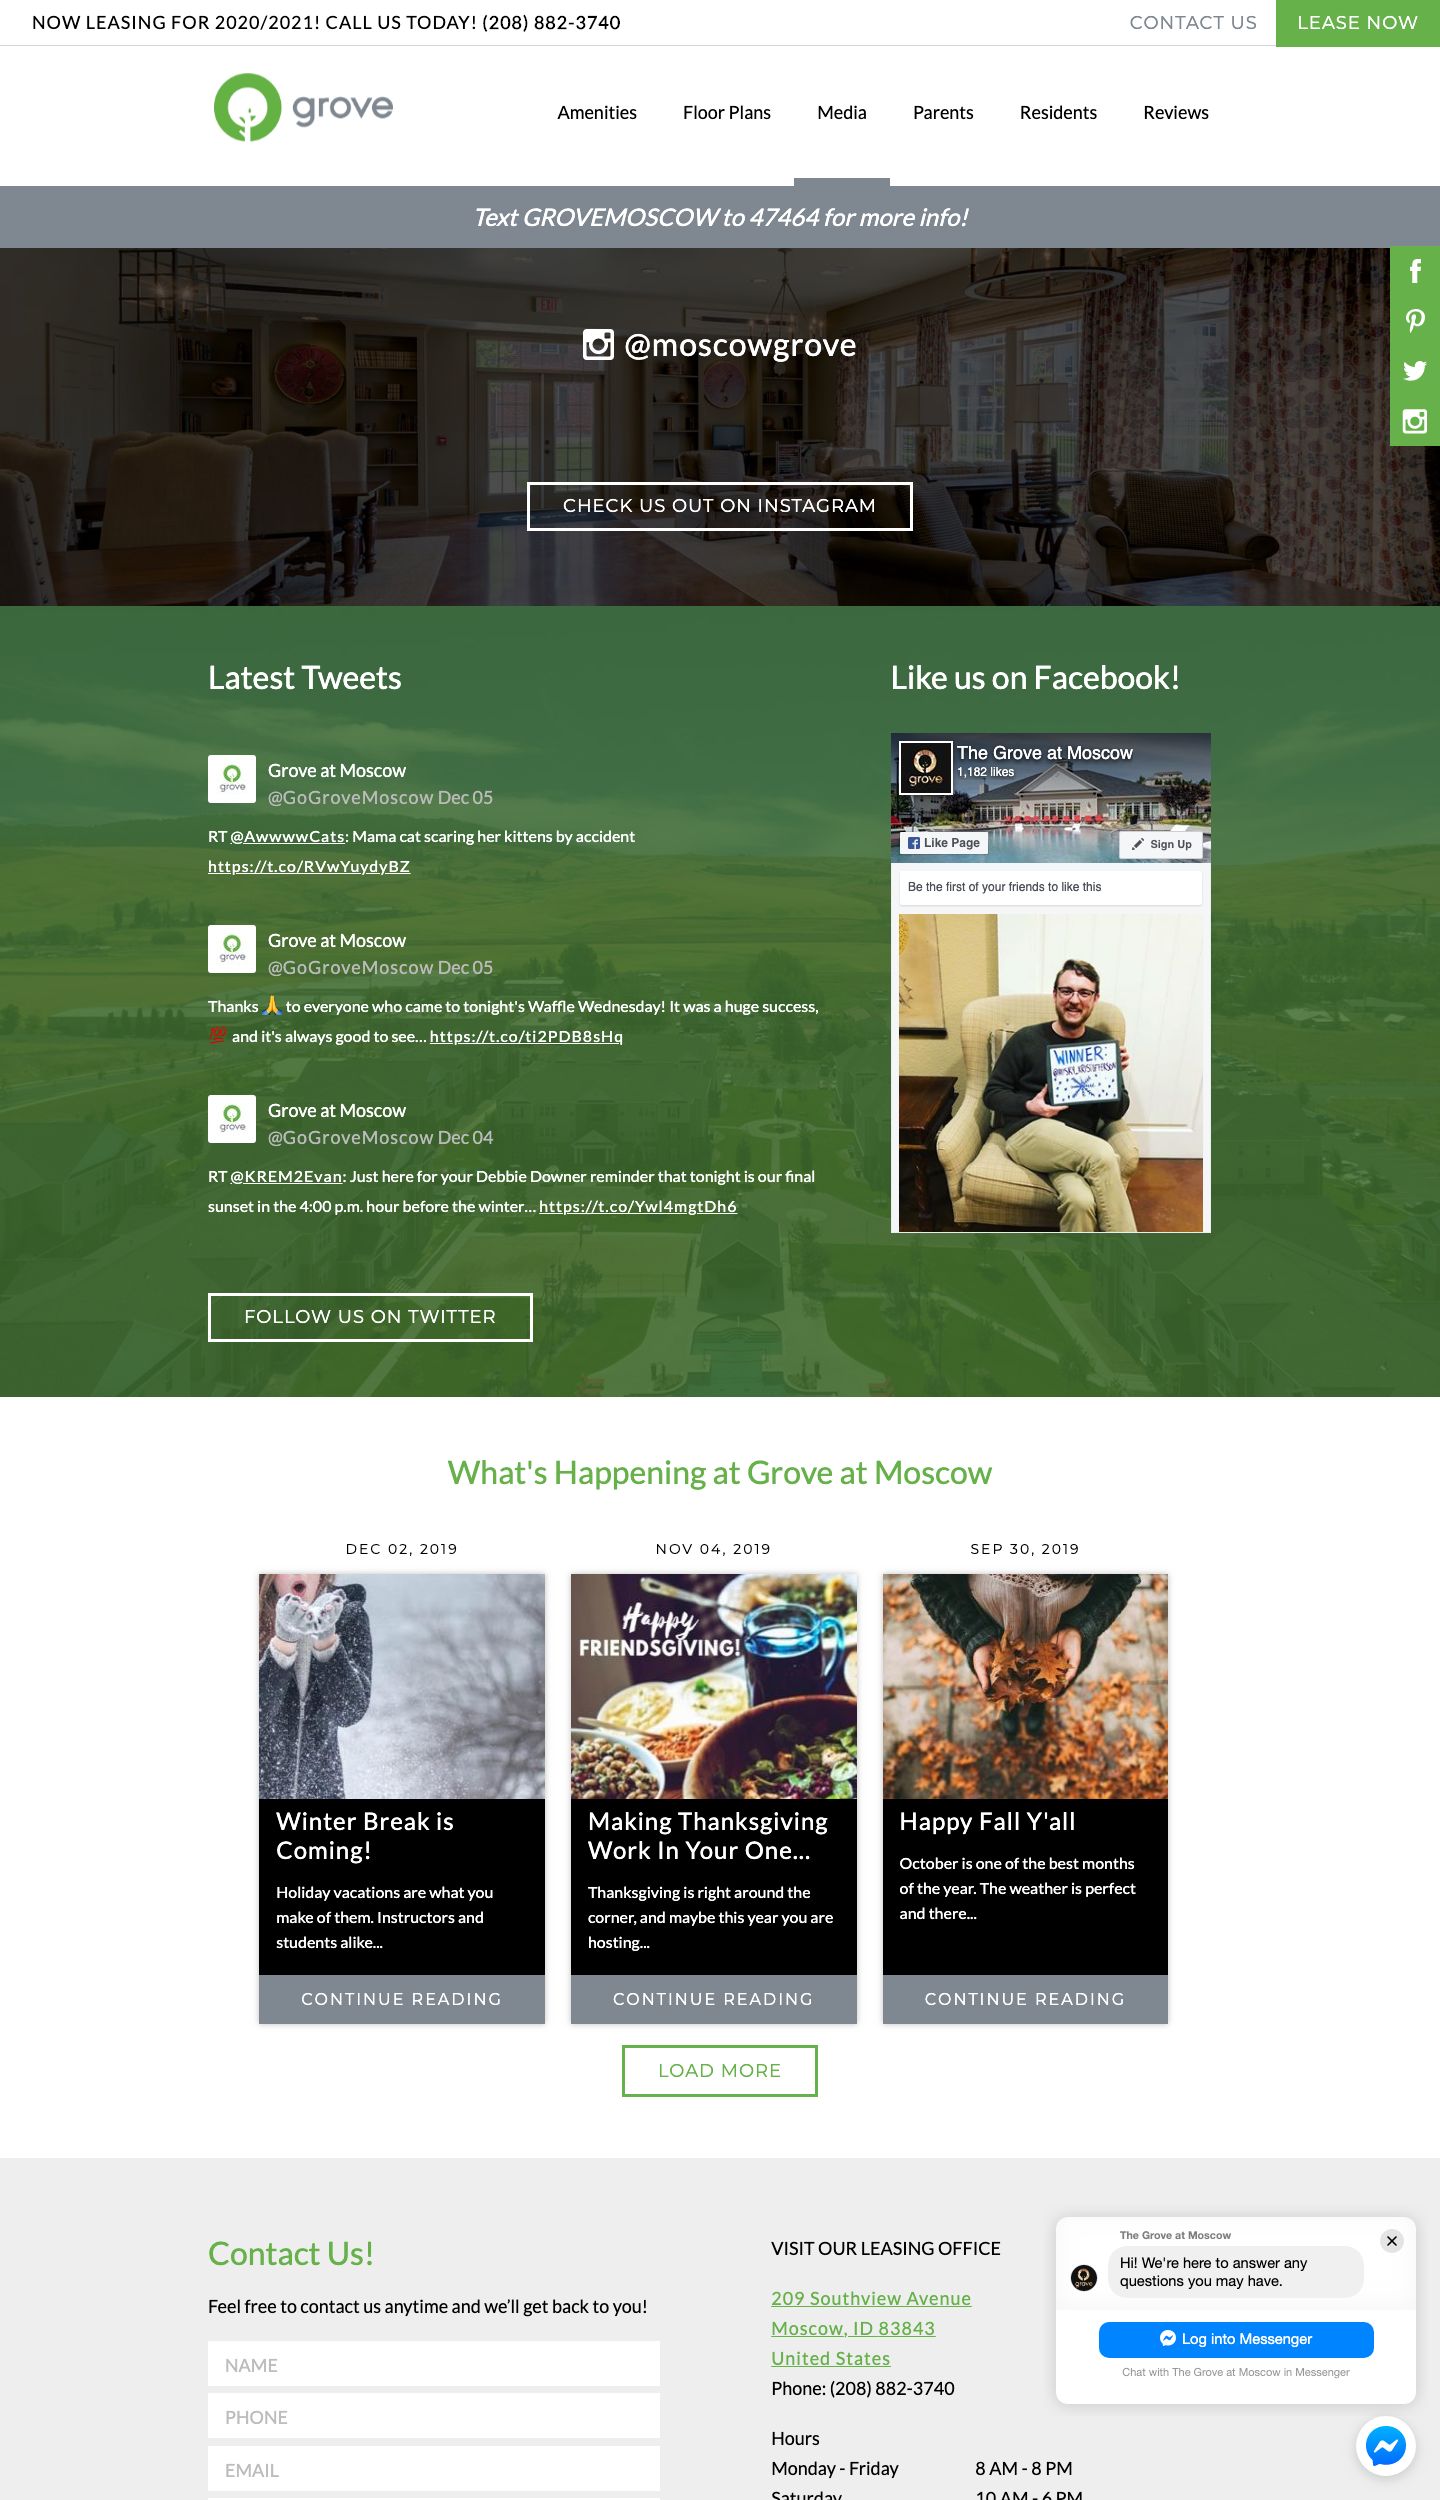 NOW LEASING FOR 2020/2021! CALL US TODAY! (208) 882-3740
CONTACT US
LEASE NOW
grove
Amenities
Floor Plans
Media
Parents
Residents
Reviews
Text GROVEMOSCOW to 47464 for more info!
@moscowgrove
CHECK US OUT ON INSTAGRAM
Latest Tweets
grove
Grove at Moscow
@GoGroveMoscow Dec 05
RT @AwwwwCats: Mama cat scaring her kittens by accident
https://t.co/RVwYuydyBZ
grove
Grove at Moscow
@GoGroveMoscow Dec 05
Thanks 🙏 to everyone who came to tonight's Waffle Wednesday! It was a huge success,
💯 and it's always good to see... https://t.co/ti2PDB8sHq
grove
Grove at Moscow
@GoGroveMoscow Dec 04
RT @KREM2Evan: Just here for your Debbie Downer reminder that tonight is our final
sunset in the 4:00 p.m. hour before the winter... https://t.co/Ywl4mgtDh6
FOLLOW US ON TWITTER
Like us on Facebook!
grove
The Grove at Moscow
1,182 likes
Like Page
Sign Up
Be the first of your friends to like this
WINNER:
What's Happening at Grove at Moscow
DEC 02, 2019
Winter Break is
Coming!
Holiday vacations are what you
make of them. Instructors and
students alike...
CONTINUE READING
NOV 04, 2019
Happy
FRIENDSGIVING!
Making Thanksgiving
Work In Your One...
Thanksgiving is right around the
corner, and maybe this year you are
hosting...
CONTINUE READING
SEP 30, 2019
Happy Fall Y'all
October is one of the best months
of the year. The weather is perfect
and there...
CONTINUE READING
LOAD MORE
Contact Us!
Feel free to contact us anytime and we'll get back to you!
NAME
PHONE
EMAIL
VISIT OUR LEASING OFFICE
209 Southview Avenue
Moscow, ID 83843
United States
Phone: (208) 882-3740
Hours
Monday - Friday 8 AM - 8 PM
Saturday 10 AM - 6 PM
The Grove at Moscow
grove
Hi! We're here to answer any
questions you may have.
Log into Messenger
Chat with The Grove at Moscow in Messenger